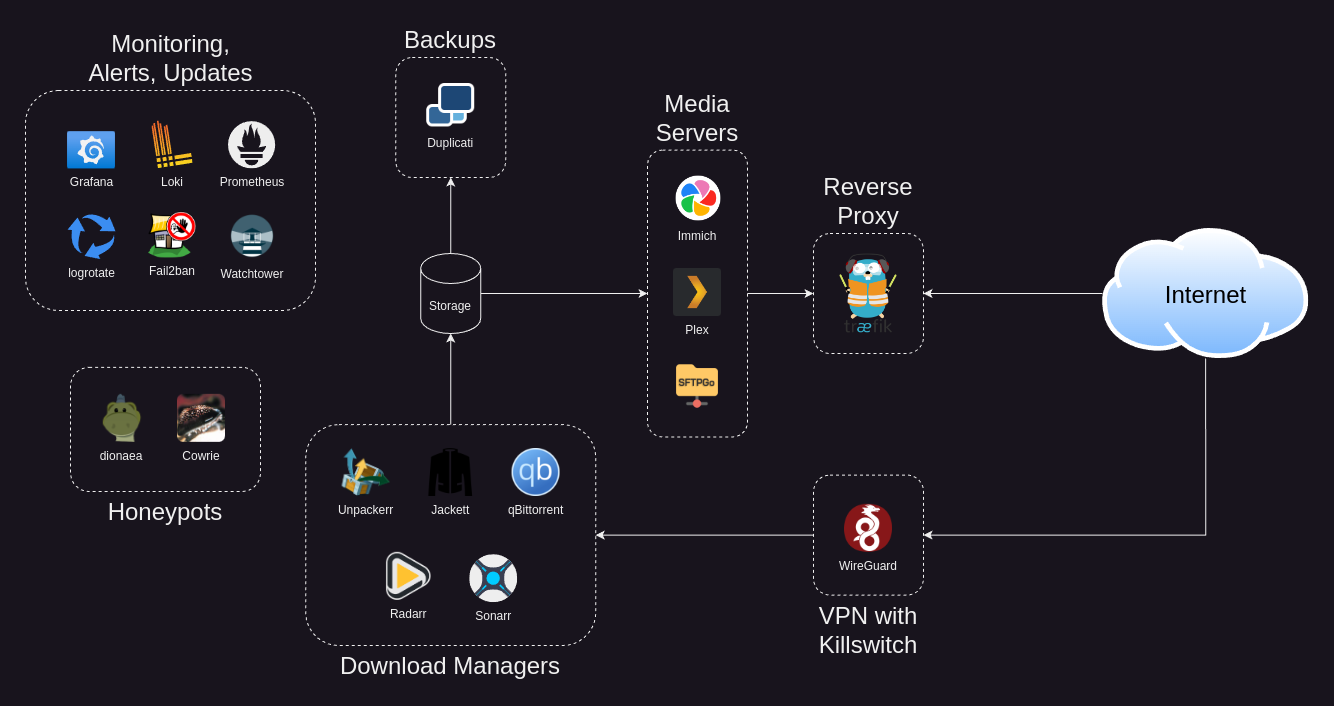 Monitoring,
Alerts, Updates
Grafana
Loki
Prometheus
logrotate
Fail2ban
Watchtower
Backups
Duplicati
Storage
Media
Servers
Immich
Plex
SFTPGo
Reverse
Proxy
træfik
Internet
dionaea
Cowrie
Honeypots
Unpackerr
Jackett
qb
qBittorrent
Radarr
Sonarr
Download Managers
WireGuard
VPN with
Killswitch